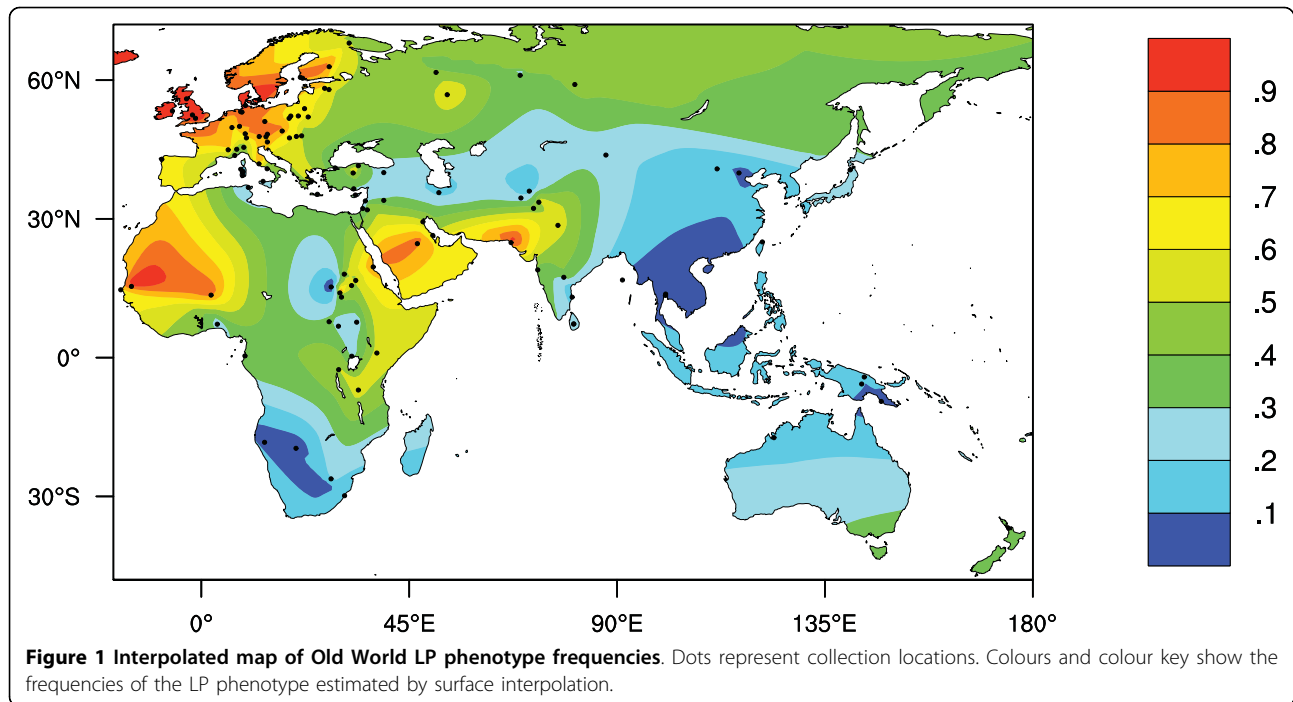 60°N
30°N
0°
30°S
0°
45°E
90°E
135°E
180°
.9
.8
.7
.6
.5
.4
.3
.2
.1
Figure 1 Interpolated map of Old World LP phenotype frequencies. Dots represent collection locations. Colours and colour key show the
frequencies of the LP phenotype estimated by surface interpolation.